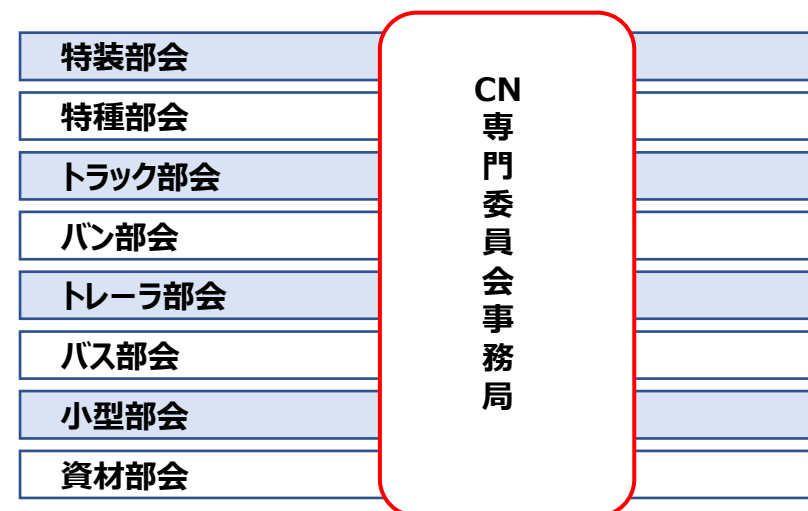 特装部会
特種部会
トラック部会
バン部会
トレーラ部会
バス部会
小型部会
資材部会
CN専門委員会事務局